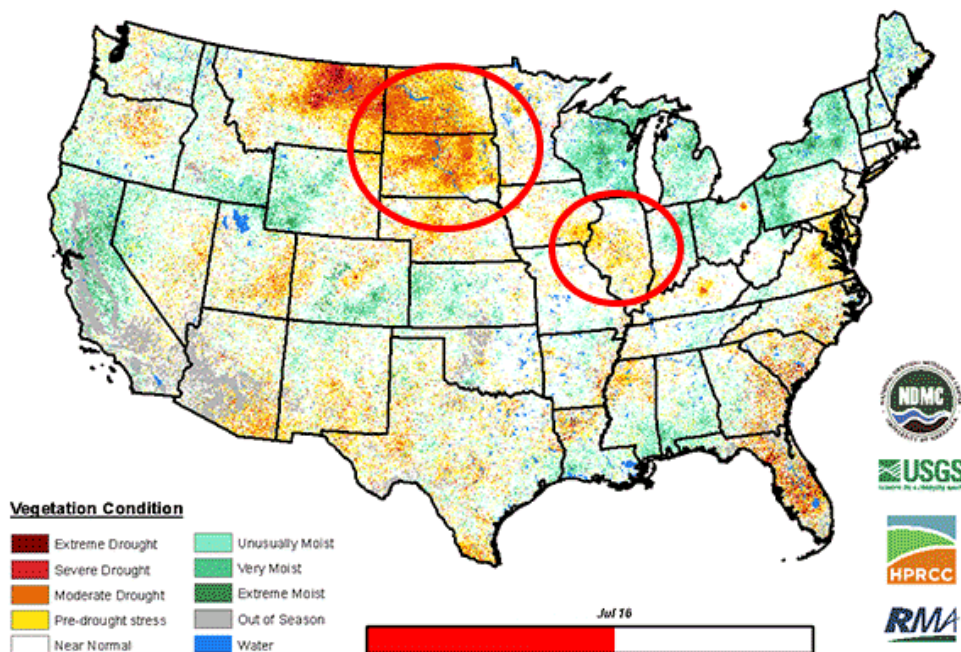 NDMC
USGS
HPRCC
RMA
Vegetation Condition
Extreme Drought
Severe Drought
Moderate Drought
Pre-drought stress
Near Normal
Unusually Moist
Very Moist
Extreme Moist
Out of Season
Water
Jul 16